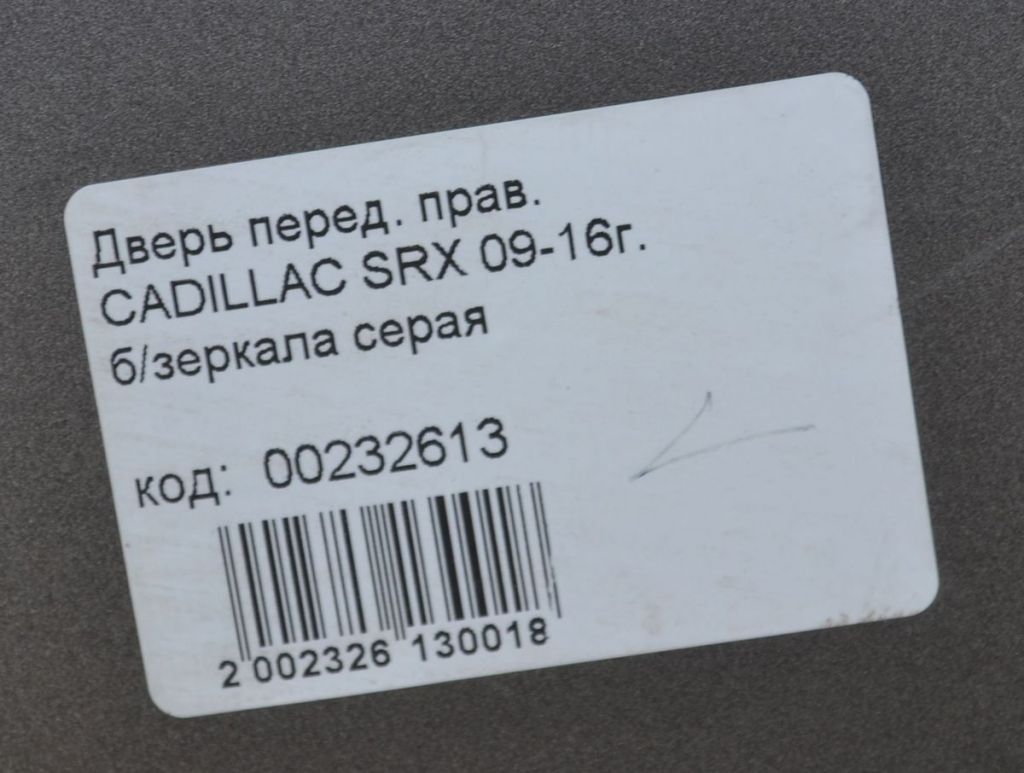 Дверь перед. прав.
CADILLAC SRX 09-16г.
б/зеркала серая
код: 00232613
2 002326 130018